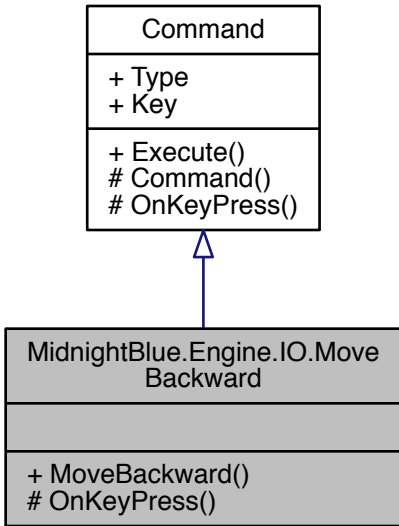 Command
+ Type
+ Key
+ Execute()
# Command()
# OnKeyPress()
MidnightBlue.Engine.IO.Move
Backward
+ MoveBackward()
# OnKeyPress()